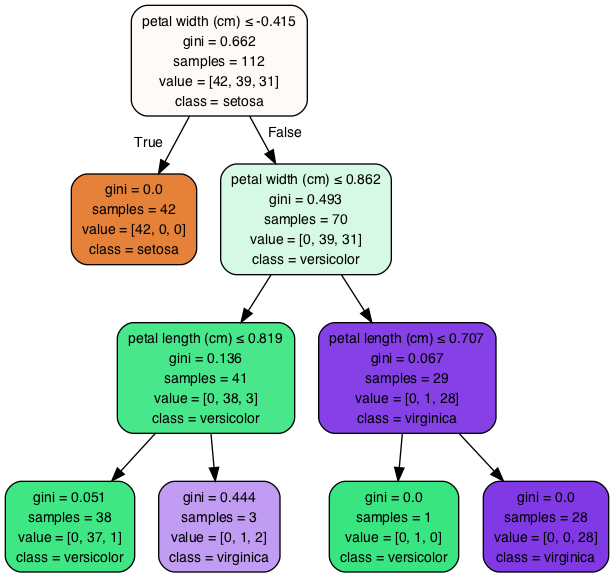 petal width (cm) ≤ -0.415
gini = 0.662
samples = 112
value = [42, 39, 31]
class = setosa
True
False
gini = 0.0
samples = 42
value = [42, 0, 0]
class = setosa
petal width (cm) ≤ 0.862
gini = 0.493
samples = 70
value = [0, 39, 31]
class = versicolor
petal length (cm) ≤ 0.819
gini = 0.136
samples = 41
value = [0, 38, 3]
class = versicolor
petal length (cm) ≤ 0.707
gini = 0.067
samples = 29
value = [0, 1, 28]
class = virginica
gini = 0.051
samples = 38
value = [0, 37, 1]
class = versicolor
gini = 0.444
samples = 3
value = [0, 1, 2]
class = virginica
gini = 0.0
samples = 1
value = [0, 1, 0]
class = versicolor
gini = 0.0
samples = 28
value = [0, 0, 28]
class = virginica